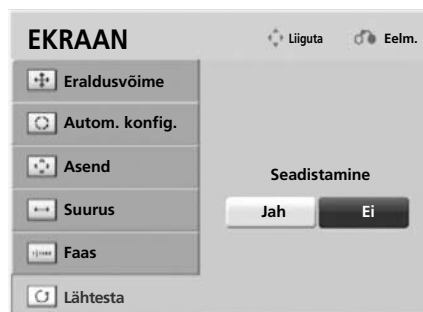 EKRAAN
Liiguta
Eelm.
Eraldusvõime
Autom. konfig.
Asend
Suurus
Faas
Lähtesta
Seadistamine
Jah
Ei